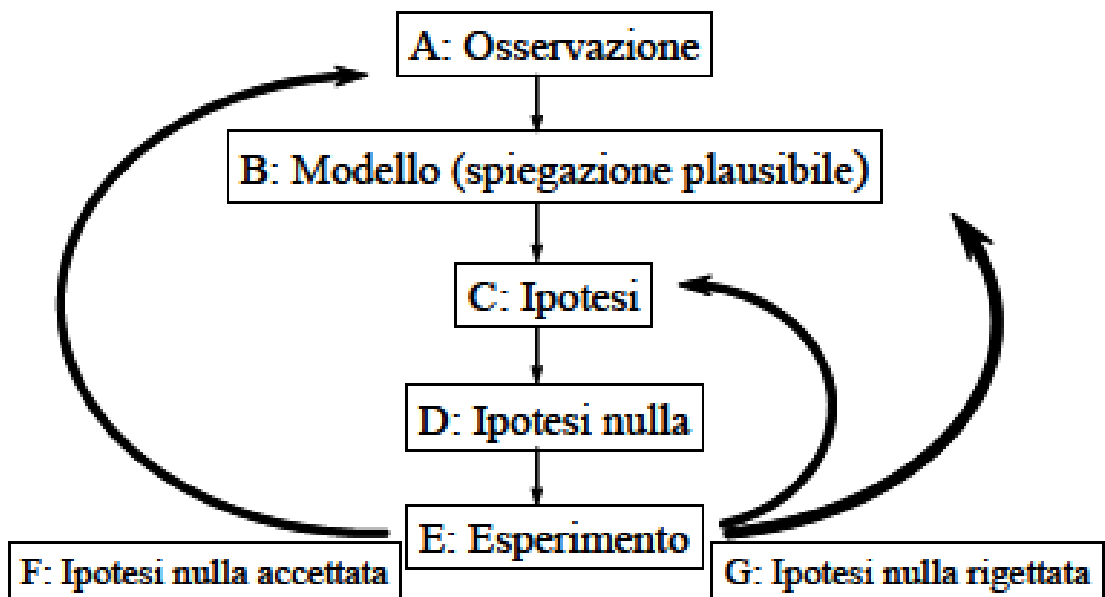 A: Osservazione
B: Modello (spiegazione plausibile)
C: Ipotesi
D: Ipotesi nulla
E: Esperimento
F: Ipotesi nulla accettata
G: Ipotesi nulla rigettata